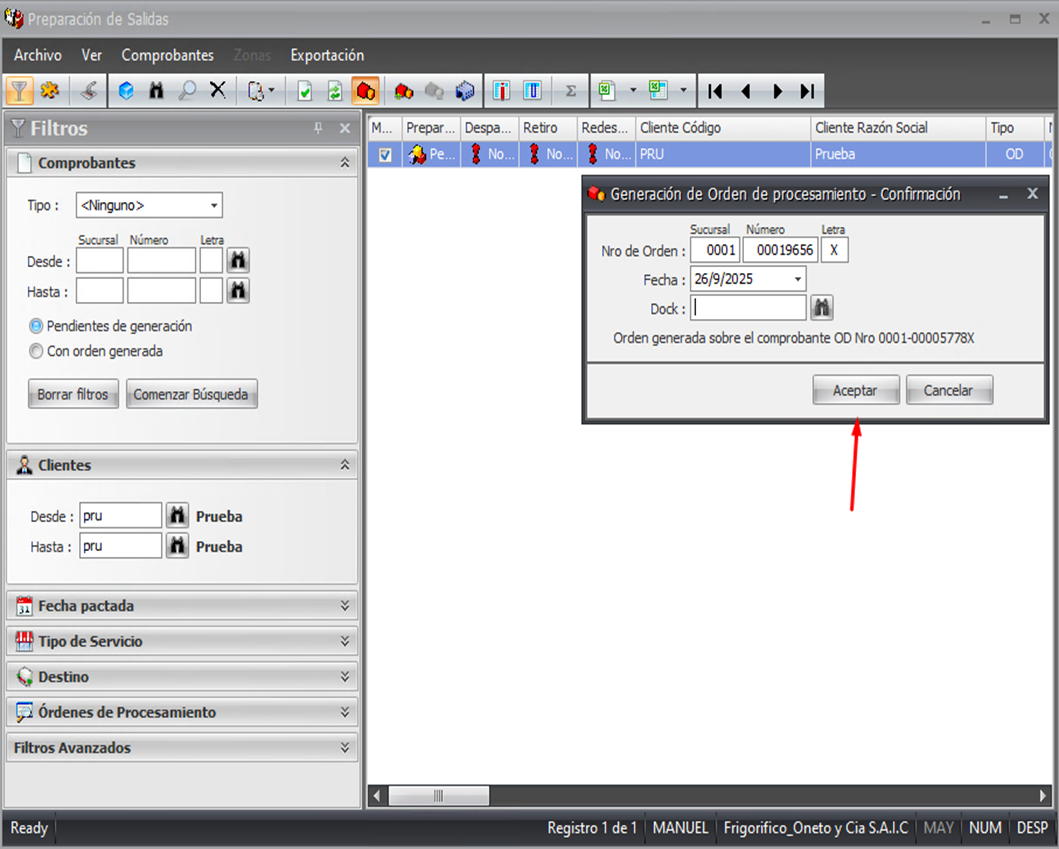 Preparación de Salidas
Archivo Ver Comprobantes Zonas Exportación
Filtros
Comprobantes
Tipo : <Ninguno>
Sucursal Número Letra
Desde :
Hasta :
Pendientes de generación
Con orden generada
Borrar filtros Comenzar Búsqueda
Clientes
Desde : pru Prueba
Hasta : pru Prueba
Fecha pactada
Tipo de Servicio
Destino
Órdenes de Procesamiento
Filtros Avanzados
M... Prepar... Despa... Retiro Redes... Cliente Código Cliente Razón Social Tipo
Pe... No... No... No... PRU Prueba OD
Generación de Orden de procesamiento - Confirmación
Sucursal Número Letra
Nro de Orden : 0001 00019656 X
Fecha : 26/9/2025
Dock :
Orden generada sobre el comprobante OD Nro 0001-00005778X
Aceptar Cancelar
Ready Registro 1 de 1 MANUEL Frigorifico_Oneto y Cia S.A.I.C MAY NUM DESP